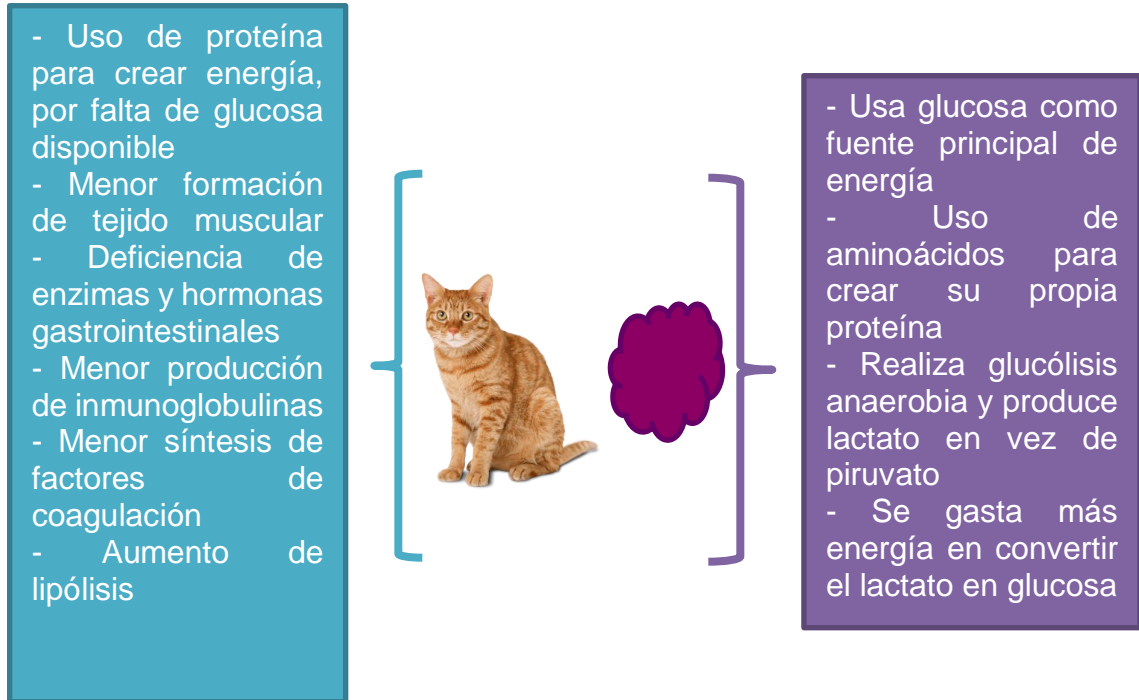 - Uso de proteína
para crear energía,
por falta de glucosa
disponible
- Menor formación
de tejido muscular
- Deficiencia de
enzimas y hormonas
gastrointestinales
- Menor producción
de inmunoglobulinas
- Menor síntesis de
factores de
coagulación
- Aumento de
lipólisis
- Usa glucosa como
fuente principal de
energía
- Uso de
aminoácidos para
crear su propia
proteína
- Realiza glucólisis
anaerobia y produce
lactato en vez de
piruvato
- Se gasta más
energía en convertir
el lactato en glucosa